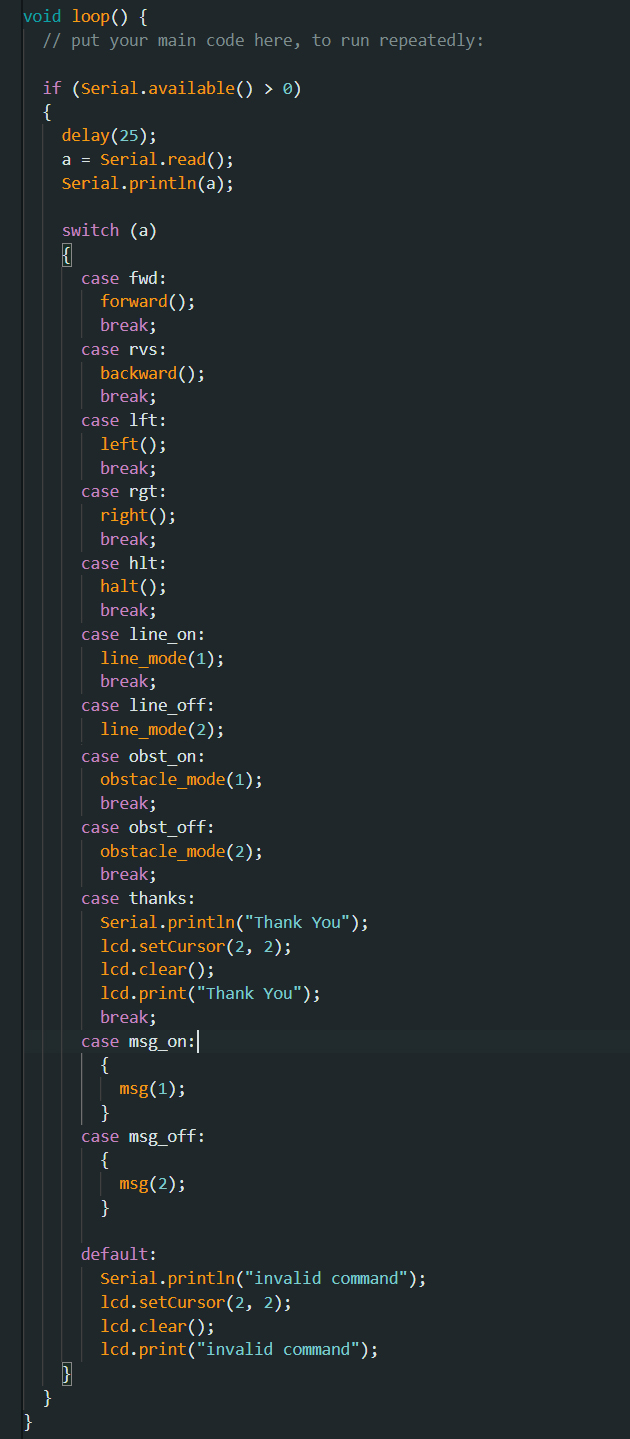 void loop() {
  // put your main code here, to run repeatedly:

  if (Serial.available() > 0)
  {
    delay(25);
    a = Serial.read();
    Serial.println(a);

    switch (a)
    {
      case fwd:
        forward();
        break;
      case rvs:
        backward();
        break;
      case lft:
        left();
        break;
      case rgt:
        right();
        break;
      case hlt:
        halt();
        break;
      case line_on:
        line_mode(1);
        break;
      case line_off:
        line_mode(2);
      case obst_on:
        obstacle_mode(1);
        break;
      case obst_off:
        obstacle_mode(2);
        break;
      case thanks:
        Serial.println("Thank You");
        lcd.setCursor(2, 2);
        lcd.clear();
        lcd.print("Thank You");
        break;
      case msg_on:
        {
          msg(1);
        }
      case msg_off:
        {
          msg(2);
        }

      default:
        Serial.println("invalid command");
        lcd.setCursor(2, 2);
        lcd.clear();
        lcd.print("invalid command");
    }
  }
}